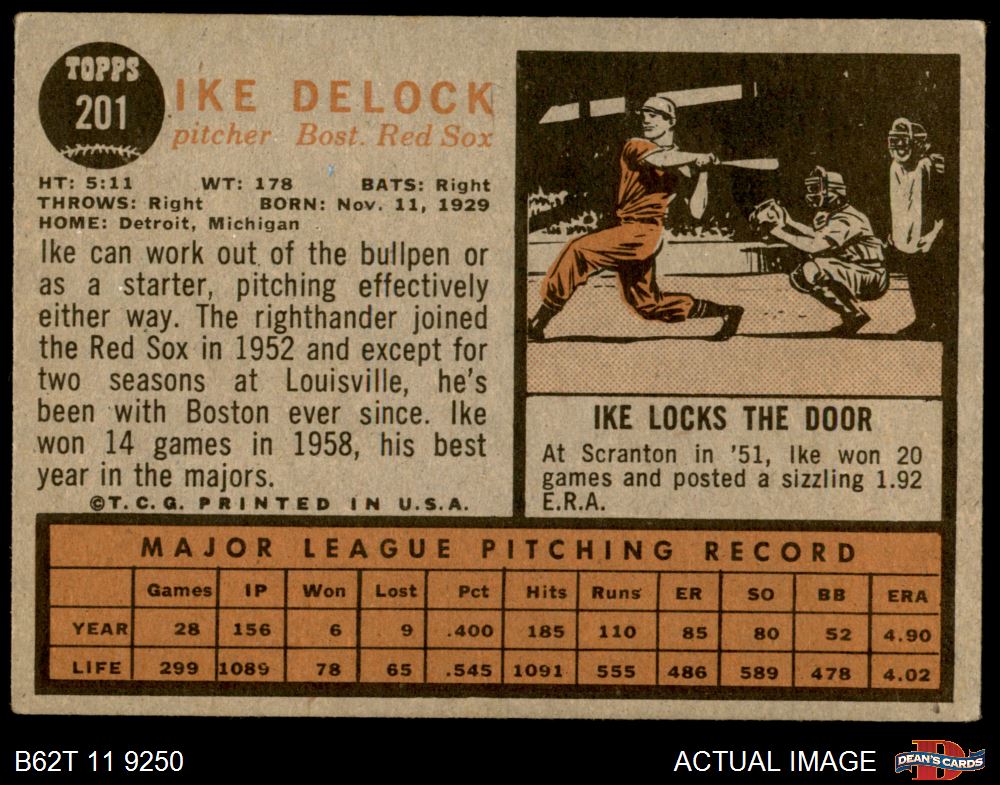 TOPPS
201
IKE DELOCK
pitcher Bost. Red Sox
HT: 5:11 WT: 178 BATS: Right
THROWS: Right BORN: Nov. 11, 1929
HOME: Detroit, Michigan
Ike can work out of the bullpen or
as a starter, pitching effectively
either way. The righthander joined
the Red Sox in 1952 and except for
two seasons at Louisville, he's
been with Boston ever since. Ike
won 14 games in 1958, his best
year in the majors.
©T.C.G. PRINTED IN U.S.A.
IKE LOCKS THE DOOR
At Scranton in '51, Ike won 20
games and posted a sizzling 1.92
E.R.A.
MAJOR LEAGUE PITCHING RECORD
Games IP Won Lost Pct Hits Runs ER SO BB ERA
YEAR 28 156 6 9 .400 185 110 85 80 52 4.90
LIFE 299 1089 78 65 .545 1091 555 486 589 478 4.02
B62T 11 9250
ACTUAL IMAGE
D
DEAN'S CARDS